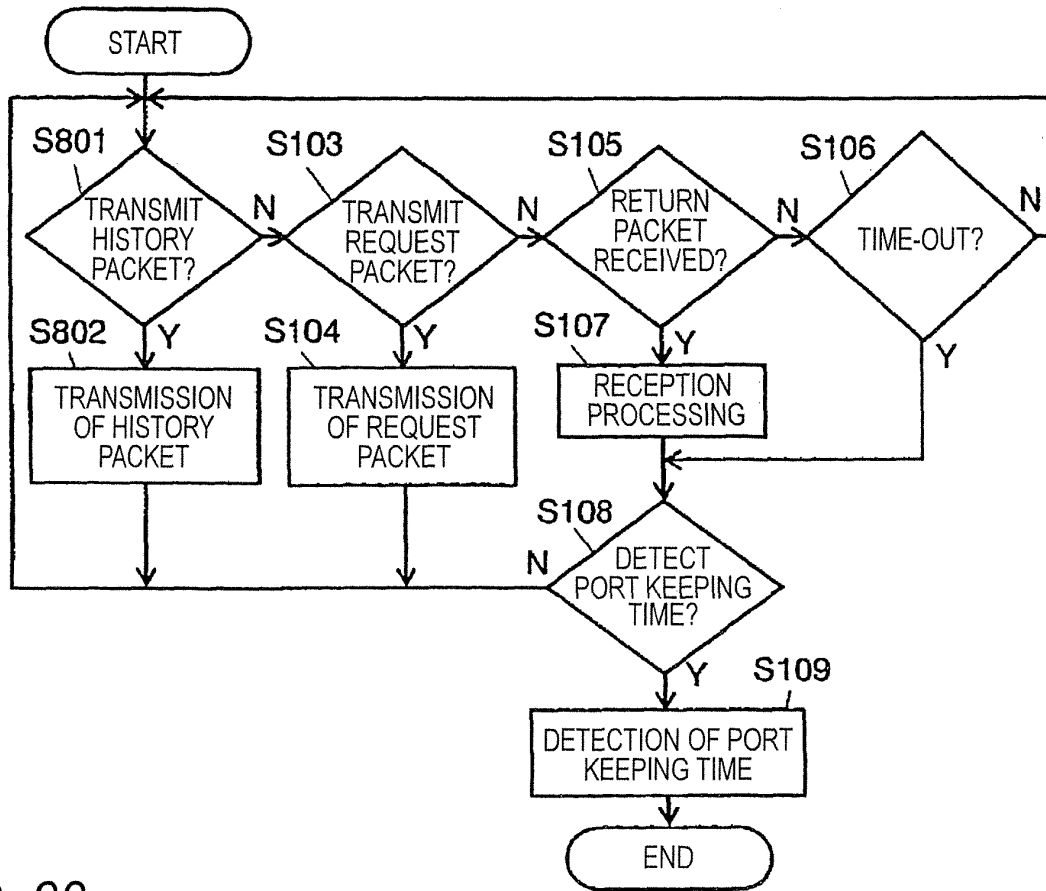 START
S801
S103
S105
S106
TRANSMIT
HISTORY
PACKET?
N
TRANSMIT
REQUEST
PACKET?
N
RETURN
PACKET
RECEIVED?
N
TIME-OUT?
N
S802
Y
S104
Y
S107
Y
Y
TRANSMISSION
OF HISTORY
PACKET
TRANSMISSION
OF REQUEST
PACKET
RECEPTION
PROCESSING
S108
N
DETECT
PORT KEEPING
TIME?
Y
S109
DETECTION OF PORT
KEEPING TIME
END